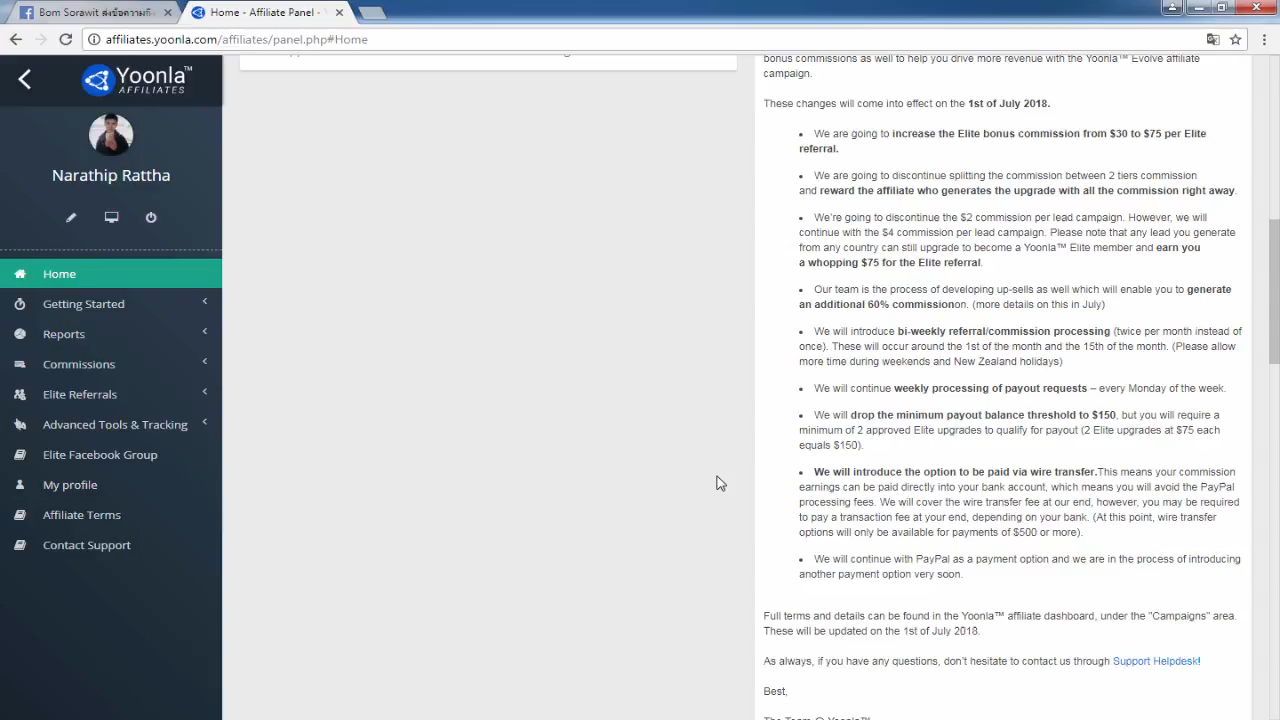 Bom Sorawit ส่งข้อความถึง
Home - Affiliate Panel -
affiliates.yoonla.com/affiliates/panel.php#Home
Yoonla™
AFFILIATES
Narathip Rattha
Home
Getting Started
Reports
Commissions
Elite Referrals
Advanced Tools & Tracking
Elite Facebook Group
My profile
Affiliate Terms
Contact Support
bonus commissions as well to help you drive more revenue with the Yoonla™ Evolve affiliate
campaign.
These changes will come into effect on the 1st of July 2018.
• We are going to increase the Elite bonus commission from $30 to $75 per Elite
referral.
• We are going to discontinue splitting the commission between 2 tiers commission
and reward the affiliate who generates the upgrade with all the commission right away.
• We're going to discontinue the $2 commission per lead campaign. However, we will
continue with the $4 commission per lead campaign. Please note that any lead you generate
from any country can still upgrade to become a Yoonla™ Elite member and earn you
a whopping $75 for the Elite referral.
• Our team is the process of developing up-sells as well which will enable you to generate
an additional 60% commissionon. (more details on this in July)
• We will introduce bi-weekly referral/commission processing (twice per month instead of
once). These will occur around the 1st of the month and the 15th of the month. (Please allow
more time during weekends and New Zealand holidays)
• We will continue weekly processing of payout requests – every Monday of the week.
• We will drop the minimum payout balance threshold to $150, but you will require a
minimum of 2 approved Elite upgrades to qualify for payout (2 Elite upgrades at $75 each
equals $150).
• We will introduce the option to be paid via wire transfer.This means your commission
earnings can be paid directly into your bank account, which means you will avoid the PayPal
processing fees. We will cover the wire transfer fee at our end, however, you may be required
to pay a transaction fee at your end, depending on your bank. (At this point, wire transfer
options will only be available for payments of $500 or more).
• We will continue with PayPal as a payment option and we are in the process of introducing
another payment option very soon.
Full terms and details can be found in the Yoonla™ affiliate dashboard, under the "Campaigns" area.
These will be updated on the 1st of July 2018.
As always, if you have any questions, don't hesitate to contact us through Support Helpdesk!
Best,
The Team @ Yoonla™